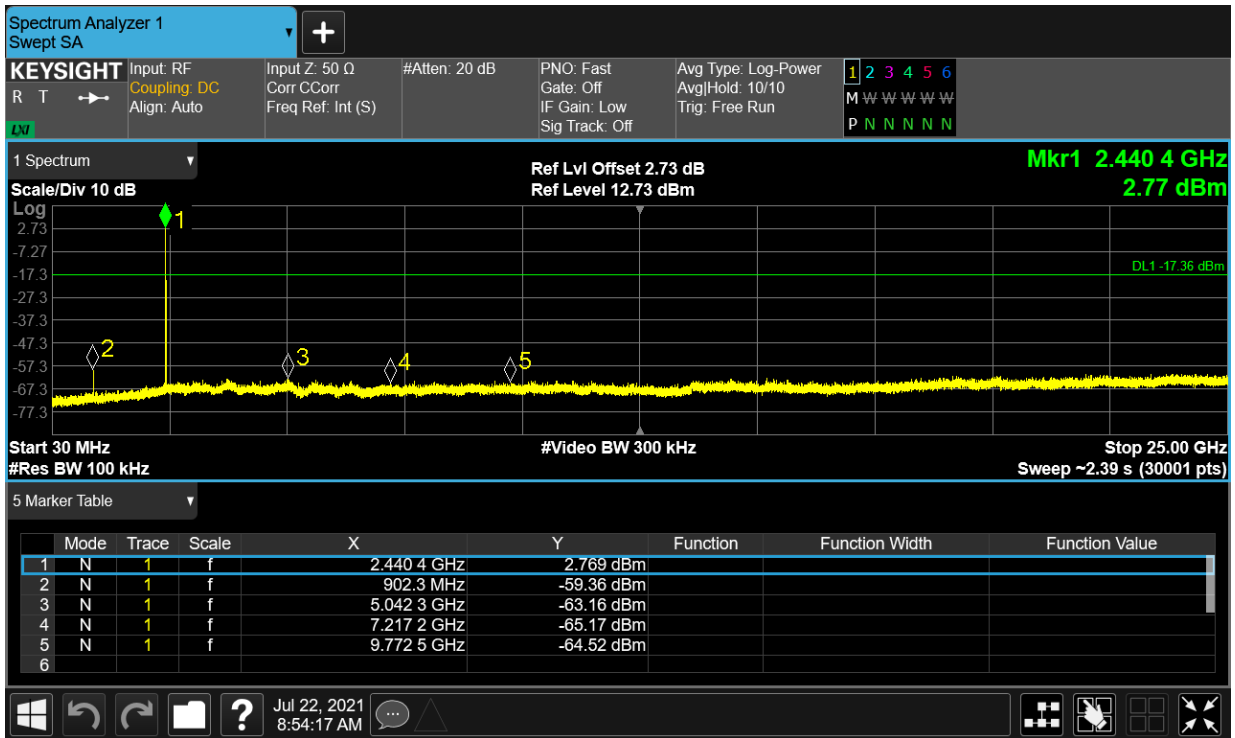 Spectrum Analyzer 1
Swept SA
KEYSIGHT
R T
LXI
Input: RF
Coupling: DC
Align: Auto
Input Z: 50 Ω
Corr CCorr
Freq Ref: Int (S)
#Atten: 20 dB
PNO: Fast
Gate: Off
IF Gain: Low
Sig Track: Off
Avg Type: Log-Power
Avg|Hold: 10/10
Trig: Free Run
1 2 3 4 5 6
M W W W W W
P N N N N N
1 Spectrum
Scale/Div 10 dB
Ref Lvl Offset 2.73 dB
Ref Level 12.73 dBm
Mkr1 2.440 4 GHz
2.77 dBm
Log
2.73
-7.27
-17.3
-27.3
-37.3
-47.3
-57.3
-67.3
-77.3
1
2
3
4
5
DL1 -17.36 dBm
Start 30 MHz
#Res BW 100 kHz
#Video BW 300 kHz
Stop 25.00 GHz
Sweep ~2.39 s (30001 pts)
5 Marker Table
Mode Trace Scale X Y Function Function Width Function Value
1 N 1 f 2.440 4 GHz 2.769 dBm
2 N 1 f 902.3 MHz -59.36 dBm
3 N 1 f 5.042 3 GHz -63.16 dBm
4 N 1 f 7.217 2 GHz -65.17 dBm
5 N 1 f 9.772 5 GHz -64.52 dBm
6
?
Jul 22, 2021
8:54:17 AM